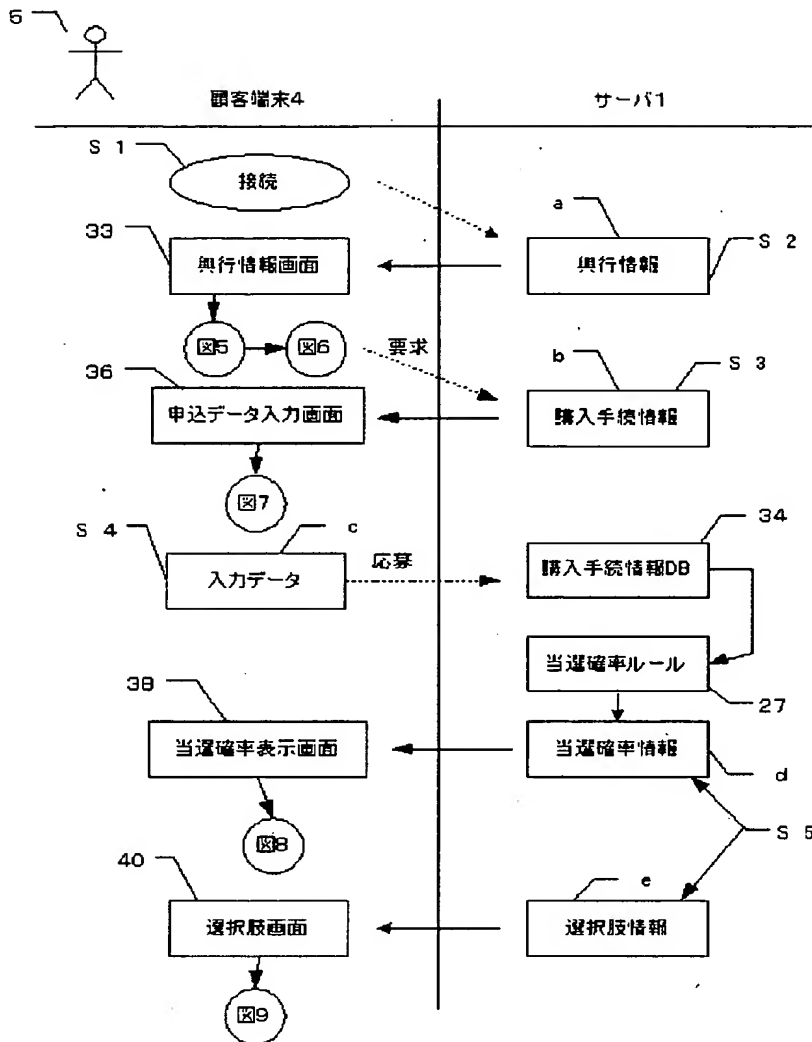 5
顧客端末4
サーバ1
S 1
接続
a
33
S 2
興行情報画面
興行情報
図5
図6
要求
b
S 3
36
申込データ入力画面
購入手続情報
図7
S 4
c
34
入力データ
応募
購入手続情報DB
当選確率ルール
38
27
当選確率表示画面
当選確率情報
d
図8
S 5
40
e
選択肢画面
選択肢情報
図9